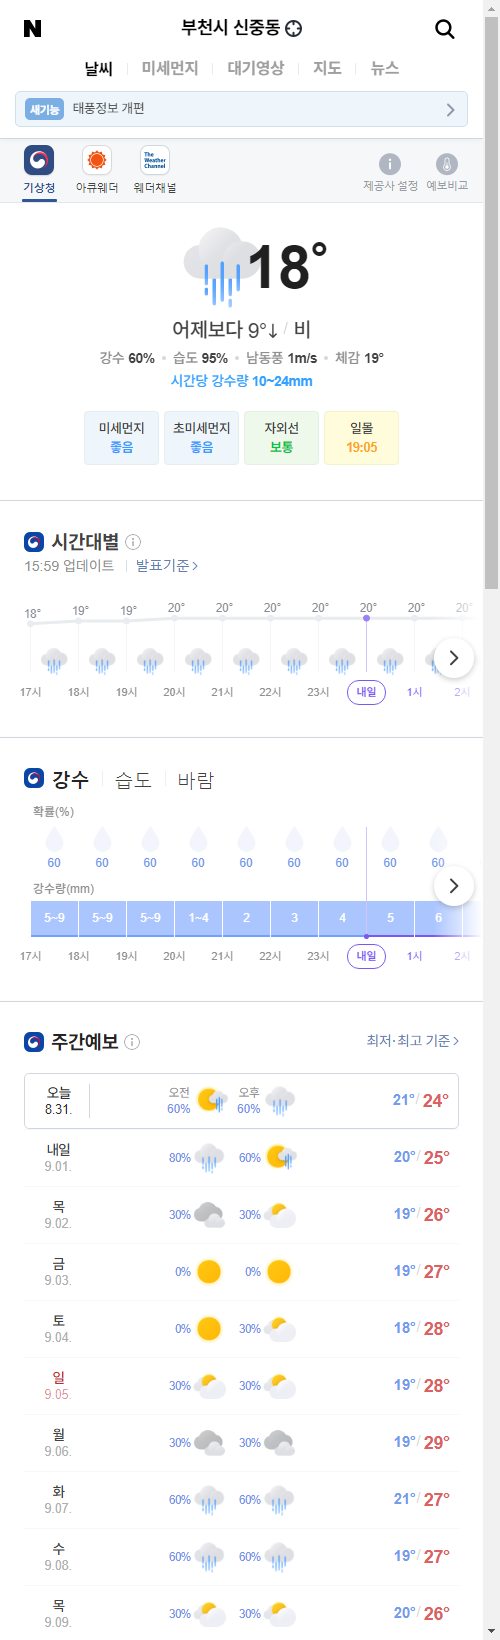 N 부천시 신중동
날씨 미세먼지 대기영상 지도 뉴스
새기능 태풍정보 개편
The Weather Channel
기상청 아큐웨더 웨더채널 제공사 설정 예보비교
18°
어제보다 9°↓ / 비
강수 60% • 습도 95% • 남동풍 1m/s • 체감 19°
시간당 강수량 10~24mm
미세먼지 초미세먼지 자외선 일몰
좋음 좋음 보통 19:05
시간대별
15:59 업데이트 발표기준 >
18° 19° 19° 20° 20° 20° 20° 20° 20° 20°
17시 18시 19시 20시 21시 22시 23시 내일 1시 2시
강수 습도 바람
확률(%)
60 60 60 60 60 60 60 60 60
강수량(mm)
5~9 5~9 5~9 1~4 2 3 4 5 6
17시 18시 19시 20시 21시 22시 23시 내일 1시 2시
주간예보 최저·최고 기준 >
오늘 8.31. 오전 60% 오후 60% 21° / 24°
내일 9.01. 80% 60% 20° / 25°
목 9.02. 30% 30% 19° / 26°
금 9.03. 0% 0% 19° / 27°
토 9.04. 0% 30% 18° / 28°
일 9.05. 30% 30% 19° / 28°
월 9.06. 30% 30% 19° / 29°
화 9.07. 60% 60% 21° / 27°
수 9.08. 60% 60% 19° / 27°
목 9.09. 30% 30% 20° / 26°